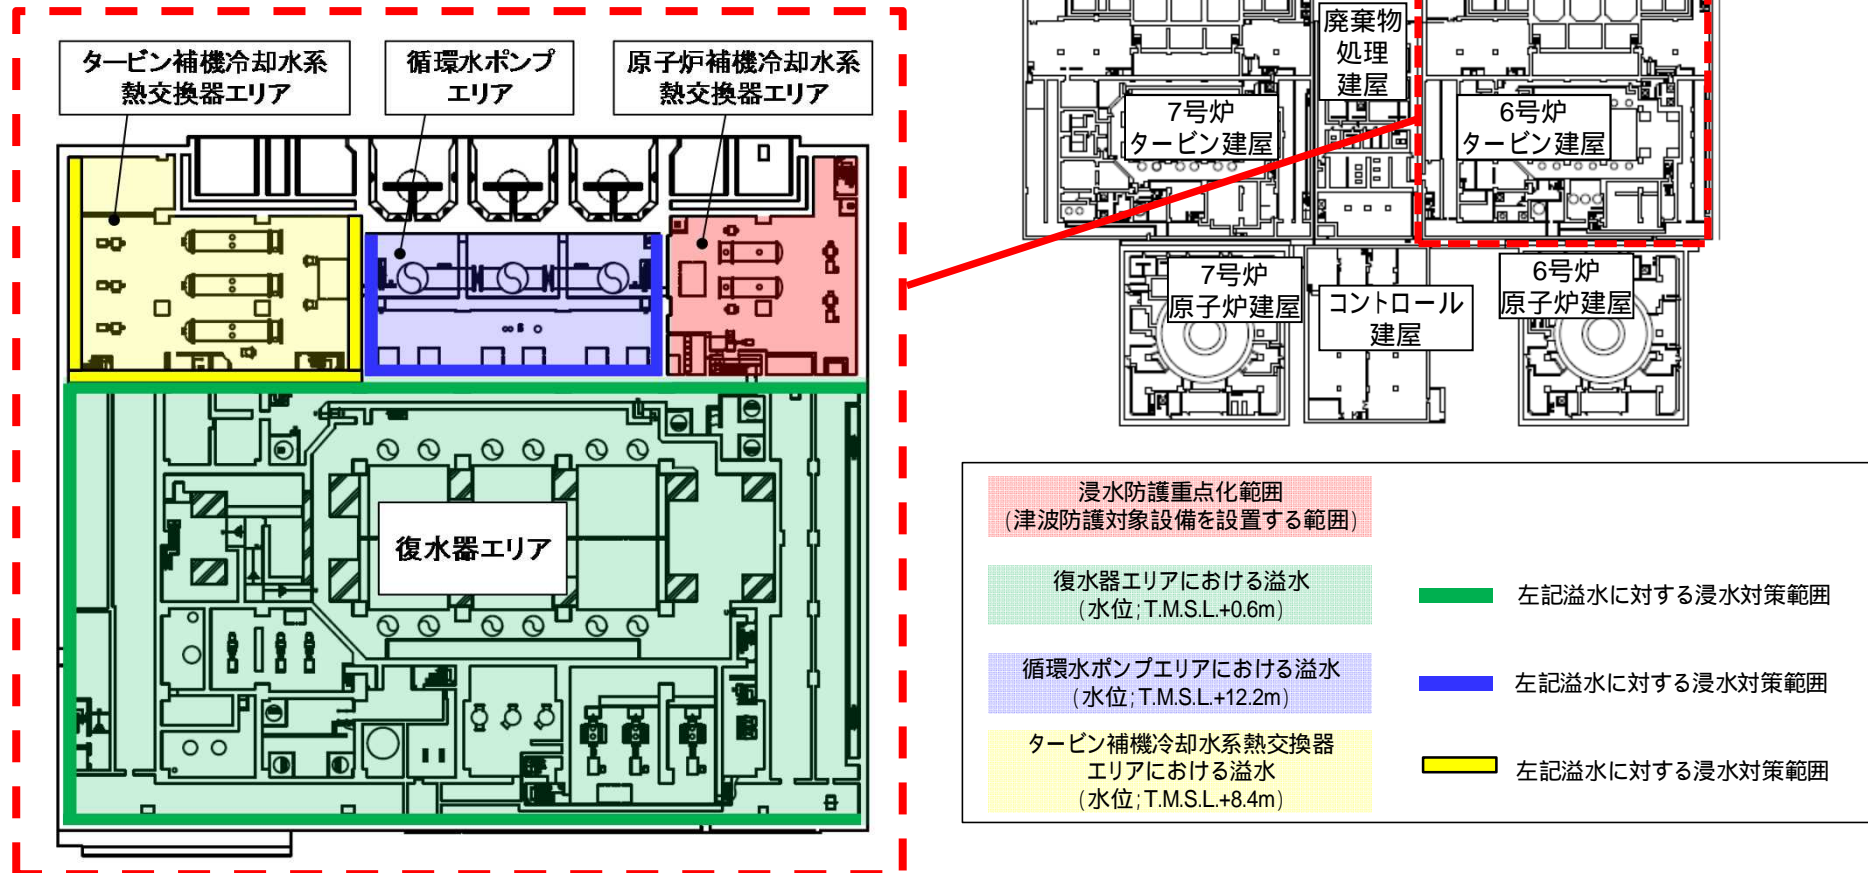 タービン補機冷却水系
熱交換器エリア
循環水ポンプ
エリア
原子炉補機冷却水系
熱交換器エリア
復水器エリア
廃棄物
処理
建屋
7号炉
タービン建屋
6号炉
タービン建屋
7号炉
原子炉建屋
コントロール
建屋
6号炉
原子炉建屋
浸水防護重点化範囲
(津波防護対象設備を設置する範囲)
復水器エリアにおける溢水
(水位;T.M.S.L.+0.6m)
左記溢水に対する浸水対策範囲
循環水ポンプエリアにおける溢水
(水位;T.M.S.L.+12.2m)
左記溢水に対する浸水対策範囲
タービン補機冷却水系熱交換器
エリアにおける溢水
(水位;T.M.S.L.+8.4m)
左記溢水に対する浸水対策範囲